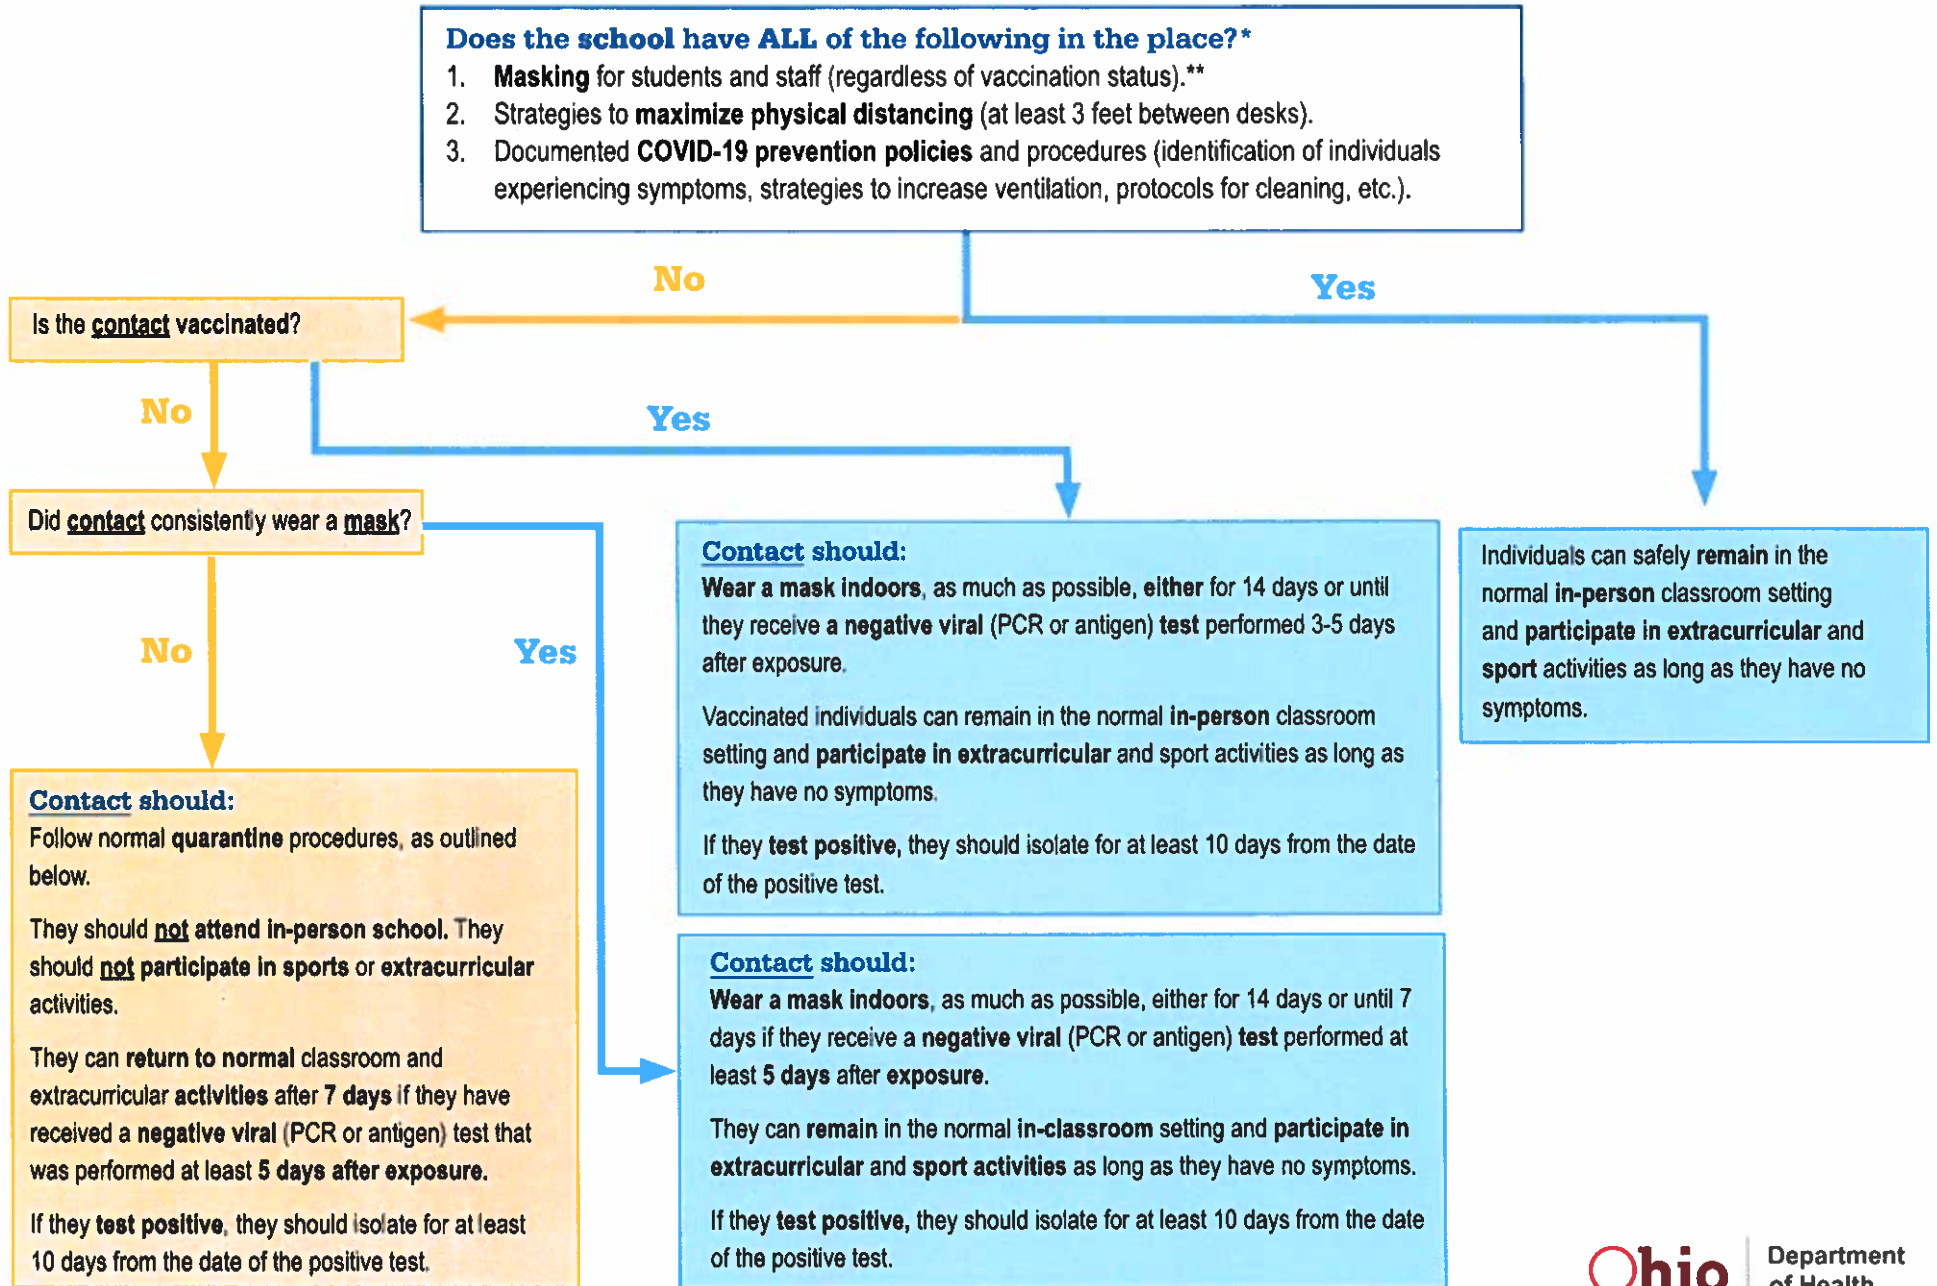 Does the school have ALL of the following in the place?*
1. Masking for students and staff (regardless of vaccination status).**
2. Strategies to maximize physical distancing (at least 3 feet between desks).
3. Documented COVID-19 prevention policies and procedures (identification of individuals
experiencing symptoms, strategies to increase ventilation, protocols for cleaning, etc.).
No
Yes
Is the contact vaccinated?
No
Yes
Did contact consistently wear a mask?
No
Yes
Contact should:
Wear a mask indoors, as much as possible, either for 14 days or until
they receive a negative viral (PCR or antigen) test performed 3-5 days
after exposure.
Vaccinated individuals can remain in the normal in-person classroom
setting and participate in extracurricular and sport activities as long as
they have no symptoms.
If they test positive, they should isolate for at least 10 days from the date
of the positive test.
Individuals can safely remain in the
normal in-person classroom setting
and participate in extracurricular and
sport activities as long as they have no
symptoms.
Contact should:
Follow normal quarantine procedures, as outlined
below.
They should not attend in-person school. They
should not participate in sports or extracurricular
activities.
They can return to normal classroom and
extracurricular activities after 7 days if they have
received a negative viral (PCR or antigen) test that
was performed at least 5 days after exposure.
If they test positive, they should isolate for at least
10 days from the date of the positive test.
Contact should:
Wear a mask indoors, as much as possible, either for 14 days or until 7
days if they receive a negative viral (PCR or antigen) test performed at
least 5 days after exposure.
They can remain in the normal in-classroom setting and participate in
extracurricular and sport activities as long as they have no symptoms.
If they test positive, they should isolate for at least 10 days from the date
of the positive test.
Ohio
Department
of Health